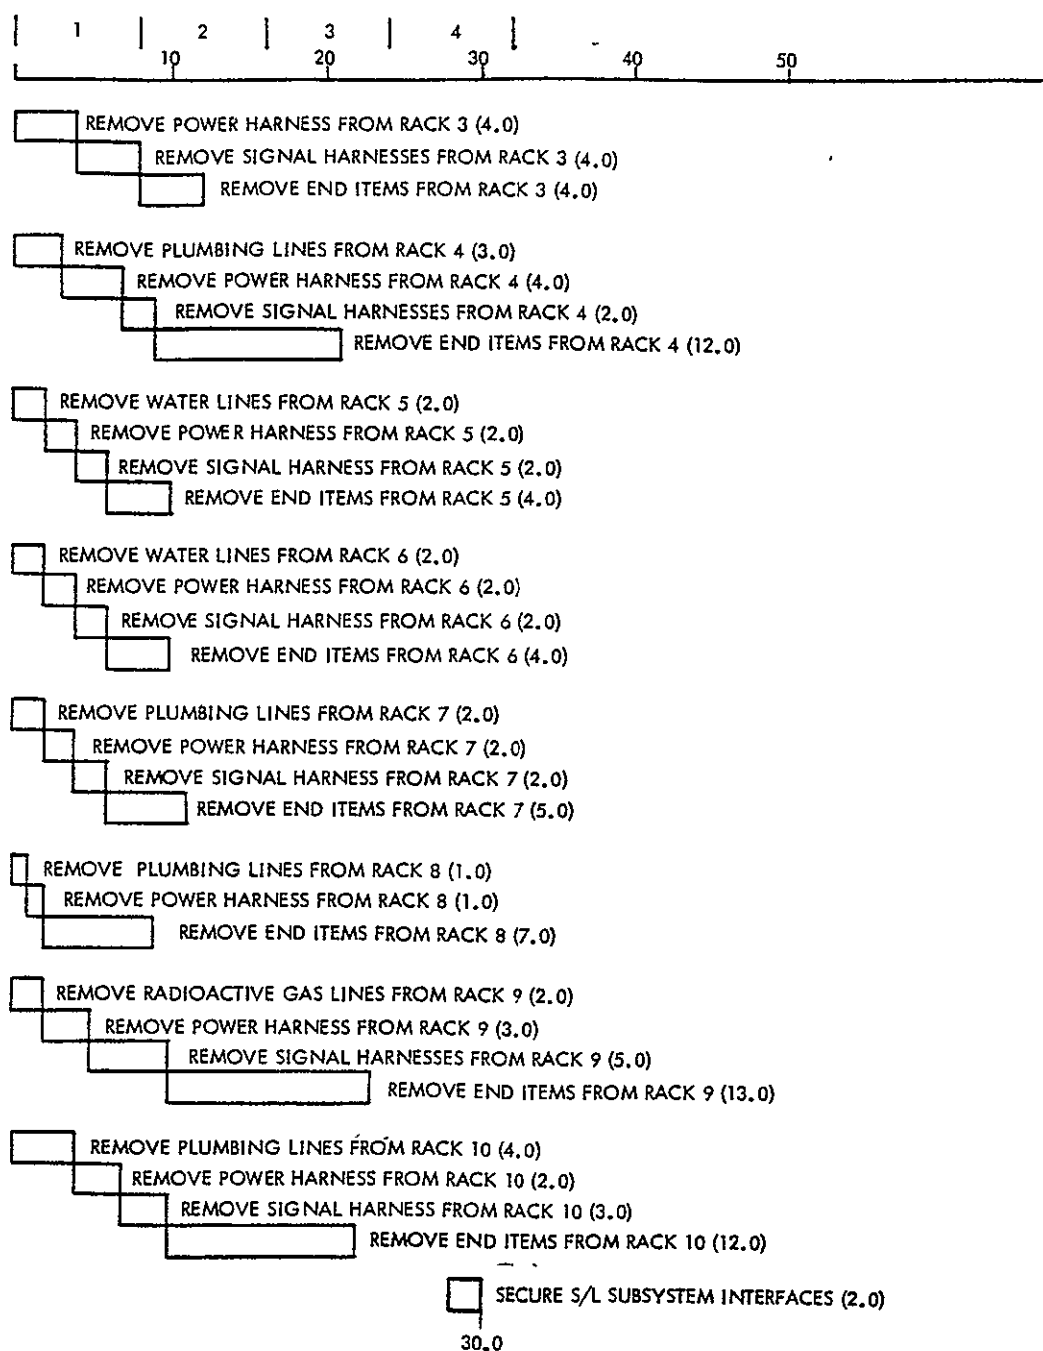 1 2 3 4
10 20 30 40 50
REMOVE POWER HARNESS FROM RACK 3 (4.0)
REMOVE SIGNAL HARNESSES FROM RACK 3 (4.0)
REMOVE END ITEMS FROM RACK 3 (4.0)
REMOVE PLUMBING LINES FROM RACK 4 (3.0)
REMOVE POWER HARNESS FROM RACK 4 (4.0)
REMOVE SIGNAL HARNESSES FROM RACK 4 (2.0)
REMOVE END ITEMS FROM RACK 4 (12.0)
REMOVE WATER LINES FROM RACK 5 (2.0)
REMOVE POWER HARNESS FROM RACK 5 (2.0)
REMOVE SIGNAL HARNESS FROM RACK 5 (2.0)
REMOVE END ITEMS FROM RACK 5 (4.0)
REMOVE WATER LINES FROM RACK 6 (2.0)
REMOVE POWER HARNESS FROM RACK 6 (2.0)
REMOVE SIGNAL HARNESS FROM RACK 6 (2.0)
REMOVE END ITEMS FROM RACK 6 (4.0)
REMOVE PLUMBING LINES FROM RACK 7 (2.0)
REMOVE POWER HARNESS FROM RACK 7 (2.0)
REMOVE SIGNAL HARNESS FROM RACK 7 (2.0)
REMOVE END ITEMS FROM RACK 7 (5.0)
REMOVE PLUMBING LINES FROM RACK 8 (1.0)
REMOVE POWER HARNESS FROM RACK 8 (1.0)
REMOVE END ITEMS FROM RACK 8 (7.0)
REMOVE RADIOACTIVE GAS LINES FROM RACK 9 (2.0)
REMOVE POWER HARNESS FROM RACK 9 (3.0)
REMOVE SIGNAL HARNESSES FROM RACK 9 (5.0)
REMOVE END ITEMS FROM RACK 9 (13.0)
REMOVE PLUMBING LINES FROM RACK 10 (4.0)
REMOVE POWER HARNESS FROM RACK 10 (2.0)
REMOVE SIGNAL HARNESS FROM RACK 10 (3.0)
REMOVE END ITEMS FROM RACK 10 (12.0)
SECURE S/L SUBSYSTEM INTERFACES (2.0)
30.0